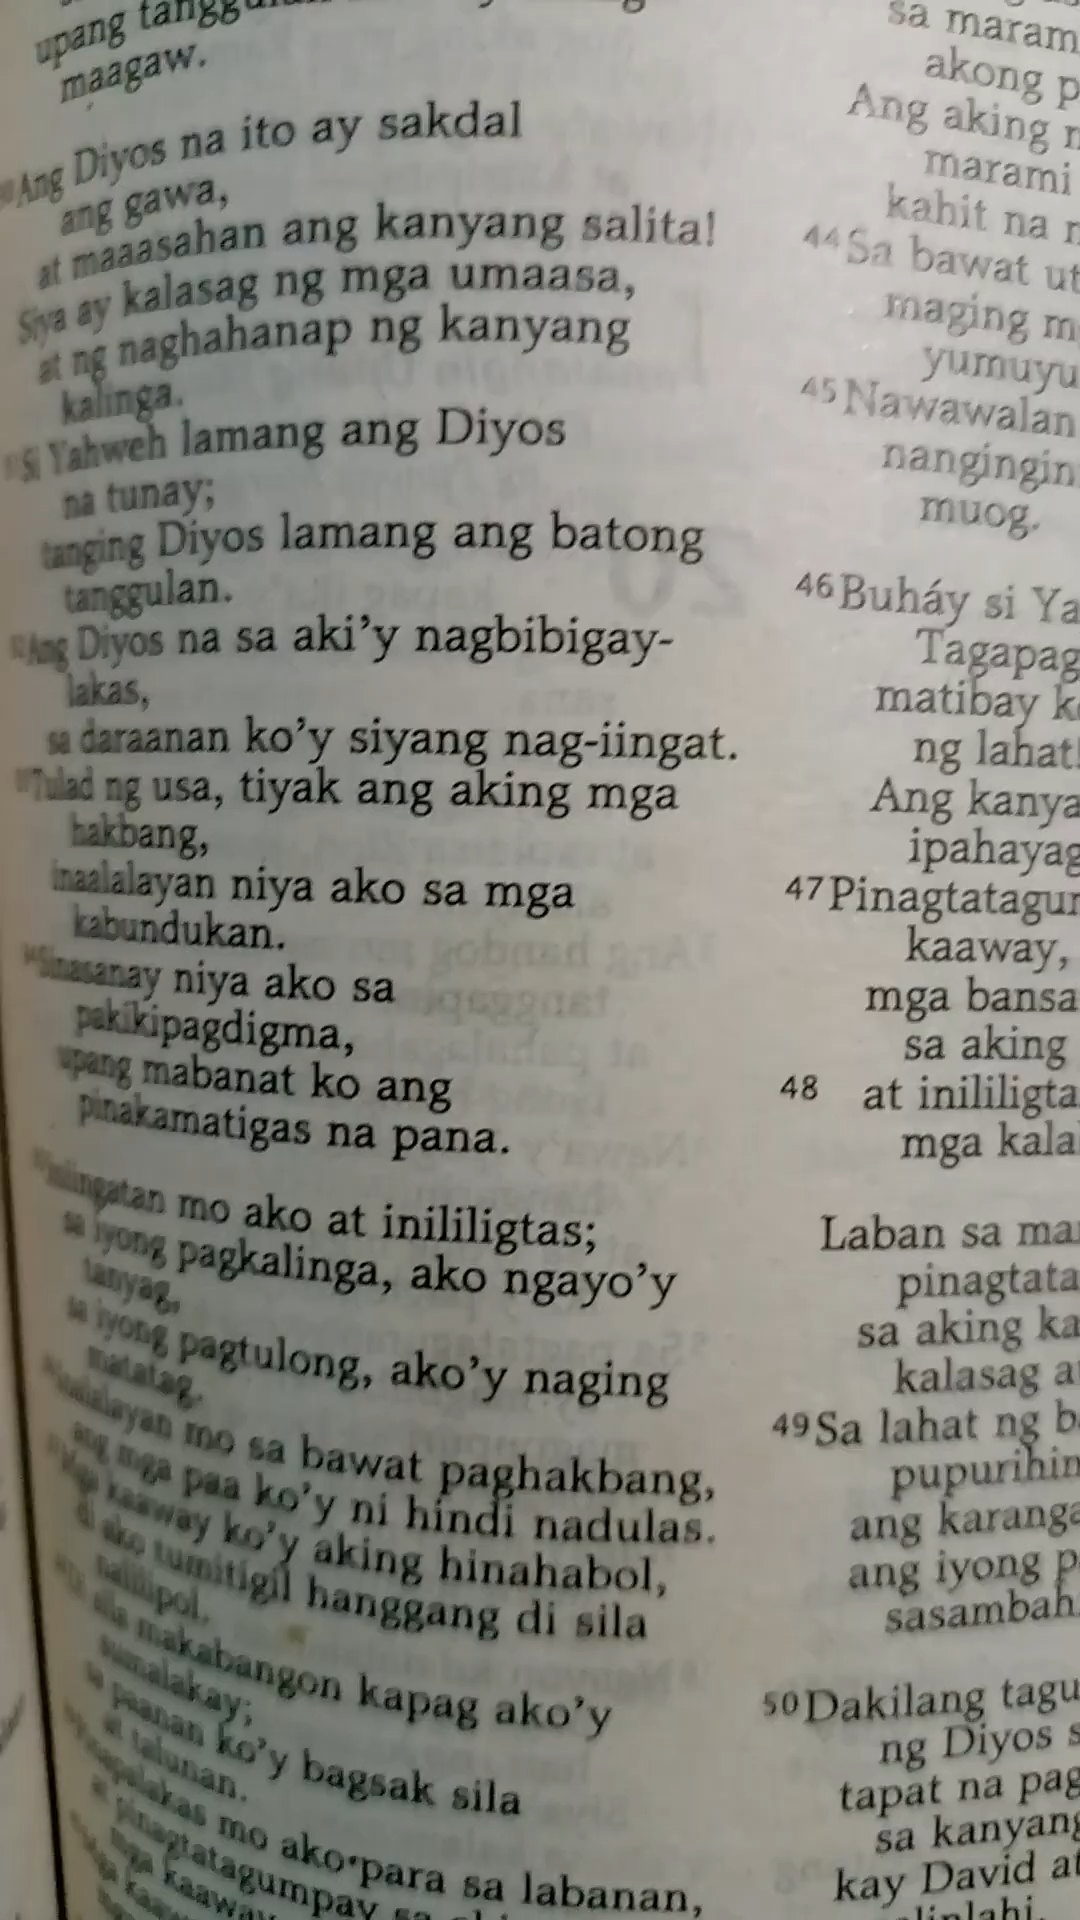 upang
maagaw.
Ang Diyos na ito ay sakdal
ang gawa,
at maaasahan ang kanyang salita!
Siya ay kalasag ng mga umaasa,
at ng naghahanap ng kanyang
kalinga.
Si Yahweh lamang ang Diyos
na tunay;
tanging Diyos lamang ang batong
tanggulan.
Ang Diyos na sa aki'y nagbibigay-
lakas,
sa daraanan ko'y siyang nag-iingat.
Tulad ng usa, tiyak ang aking mga
hakbang,
inaalalayan niya ako sa mga
kabundukan.
Sinasanay niya ako sa
pakikipagdigma,
upang mabanat ko ang
pinakamatigas na pana.
mo ako at inililigtas;
sa iyong pagkalinga, ako ngayo'y
tanyag,
sa iyong pagtulong, ako'y naging
matatag.
mo sa bawat paghakbang,
ang mga paa ko'y ni hindi nadulas.
Mga kaaway ko'y aking hinahabol,
di ako tumitigil hanggang di sila
nalilipol.
sila makabangon kapag ako'y
sumalakay;
sa paanan ko'y bagsak sila
at talunan.
mo ako para sa labanan,
at pinagtatagumpay sa
mga kaaway
sa maram
akong p
Ang aking n
marami
kahit na
44 Sa bawat ut
maging m
yumuyu
45 Nawawalan
nangingin
muog.
46 Buháy si Ya
Tagapag
matibay k
ng lahat!
Ang kanya
ipahayag
47 Pinagtatagum
kaaway,
mga bansa
sa aking
48 at inililigta
mga kala
Laban sa ma
pinagtata
sa aking ka
kalasag a
49 Sa lahat ng b
pupurihin
ang karanga
ang iyong p
sasambah
50 Dakilang tagu
ng Diyos s
tapat na pag
sa kanyang
kay David at